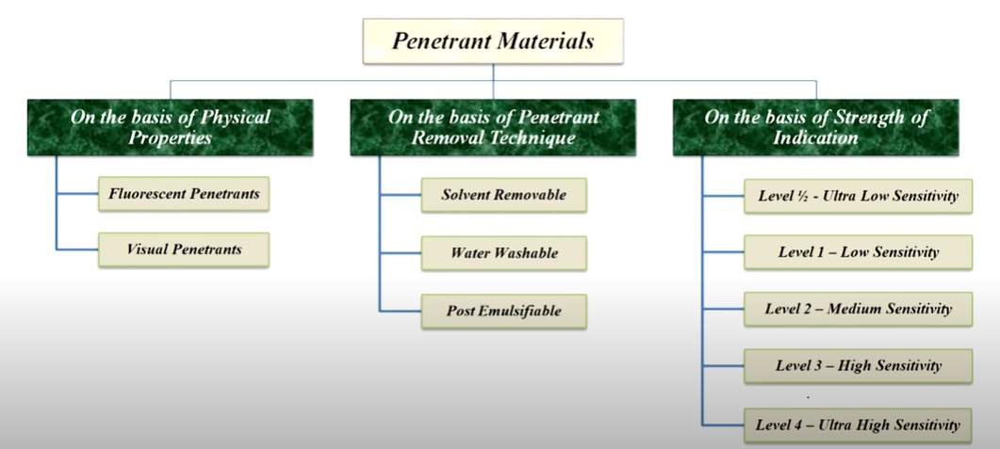 Penetrant Materials
On the basis of Physical
Properties
Fluorescent Penetrants
Visual Penetrants
On the basis of Penetrant
Removal Technique
Solvent Removable
Water Washable
Post Emulsifiable
On the basis of Strength of
Indication
Level ½ - Ultra Low Sensitivity
Level 1 – Low Sensitivity
Level 2 – Medium Sensitivity
Level 3 – High Sensitivity
Level 4 – Ultra High Sensitivity